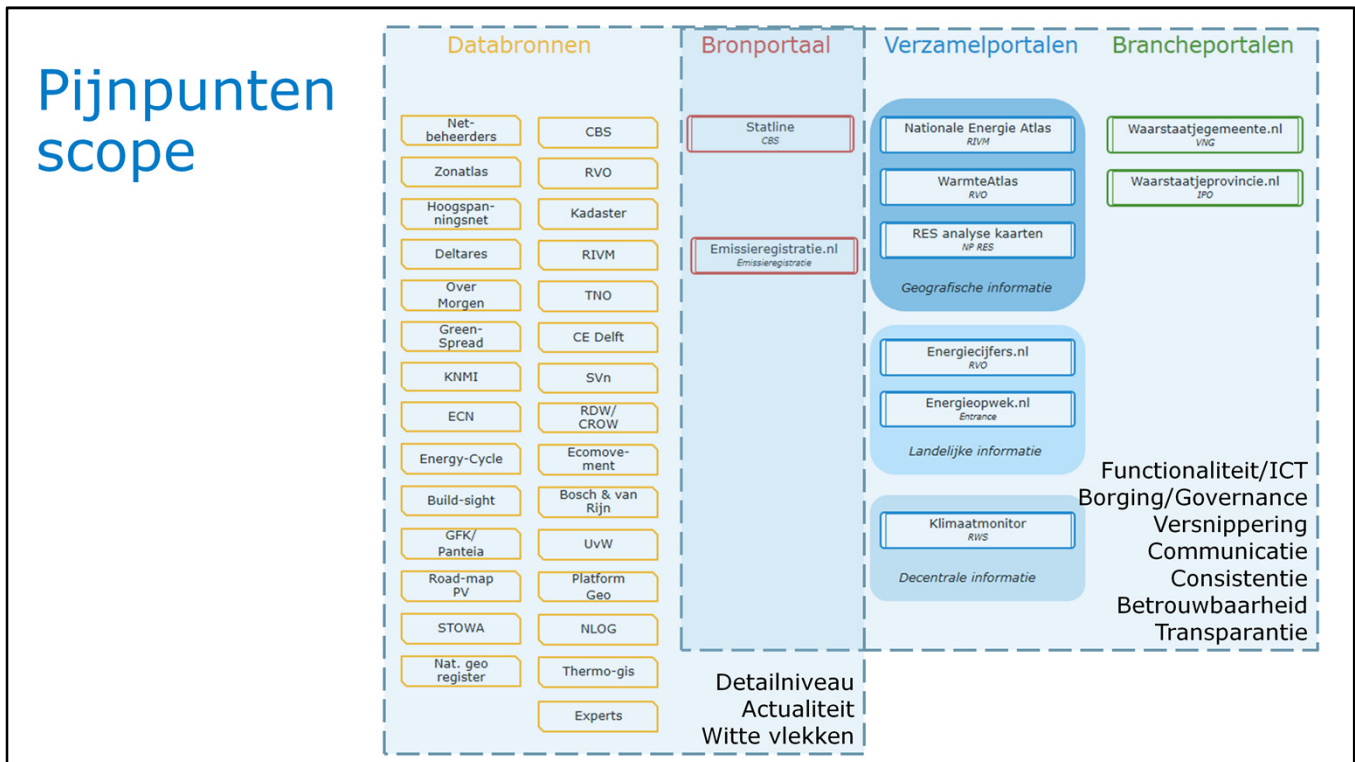 Pijnpunten
scope
Databronnen
Net-
beheerders
Zonatlas
Hoogspan-
ningsnet
Deltares
Over
Morgen
Green-
Spread
KNMI
ECN
Energy-Cycle
Build-sight
GFK/
Panteia
Road-map
PV
STOWA
Nat. geo
register
CBS
RVO
Kadaster
RIVM
TNO
CE Delft
SVn
RDW/
CROW
Ecomove-
ment
Bosch & van
Rijn
UvW
Platform
Geo
NLOG
Thermo-gis
Experts
Bronportaal
Statline
CBS
Emissieregistratie.nl
Emissieregistratie
Verzamelportalen
Nationale Energie Atlas
RIVM
WarmteAtlas
RVO
RES analyse kaarten
NP RES
Geografische informatie
Energiecijfers.nl
RVO
Energieopwek.nl
Entrance
Landelijke informatie
Klimaatmonitor
RWS
Decentrale informatie
Brancheportalen
Waarstaatjegemeente.nl
VNG
Waarstaatjeprovincie.nl
IPO
Functionaliteit/ICT
Borging/Governance
Versnippering
Communicatie
Consistentie
Betrouwbaarheid
Transparantie
Detailniveau
Actualiteit
Witte vlekken